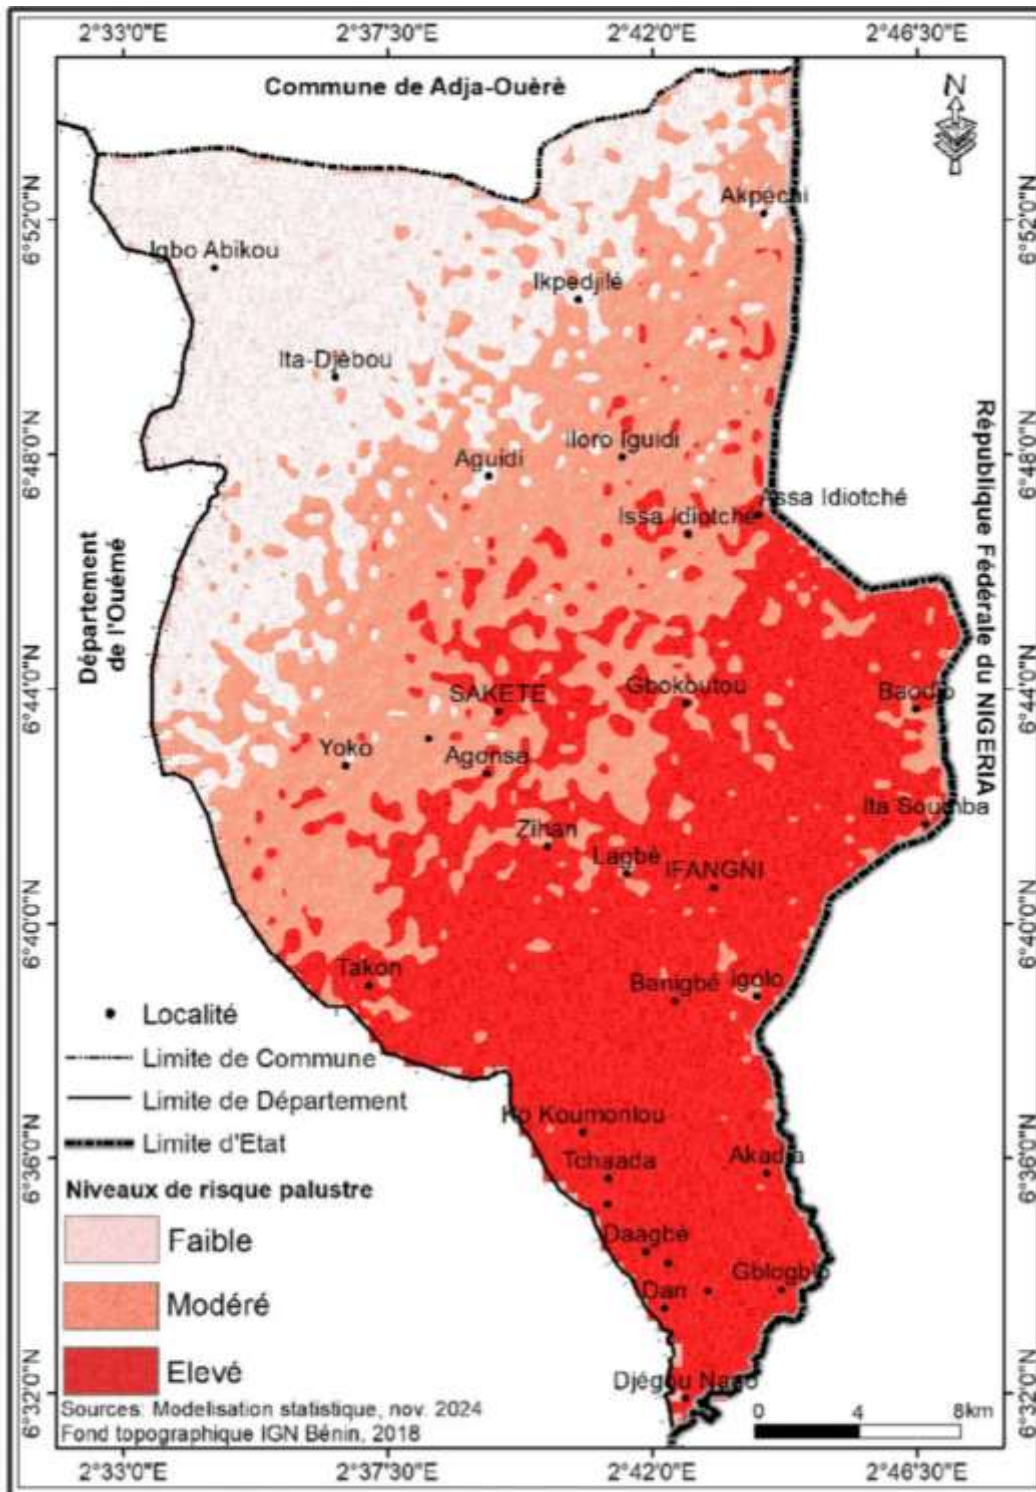 2°33'0"E 2°37'30"E 2°42'0"E 2°46'30"E
Commune de Adja-Ouèrè
N
Akpéchi
6°52'0"N
6°52'0"N
Igbo Abikou
Ikpedjilé
Ita-Djèbou
Iloro Iguidi
6°48'0"N
6°48'0"N
Aguidi
Assa Idiotché
Issa Idiotché
Département
de l'Ouémé
République Fédérale du NIGERIA
SAKETE
Gbokoutou
6°44'0"N
6°44'0"N
Yoko
Agonsa
Ita Soumba
Zihan
Lagbè
IFANGNI
6°40'0"N
6°40'0"N
Takon
Banigbé
Igolo
Localité
Limite de Commune
Limite de Département
Limite d'Etat
Ko Koumonlou
Tchaada
6°36'0"N
6°36'0"N
Niveaux de risque palustre
Faible
Modéré
Elevé
Daagbé
Dan
6°32'0"N
6°32'0"N
Sources: Modelisation statistique, nov. 2024
Fond topographique IGN Bénin, 2018
0 4 8km
2°33'0"E 2°37'30"E 2°42'0"E 2°46'30"E